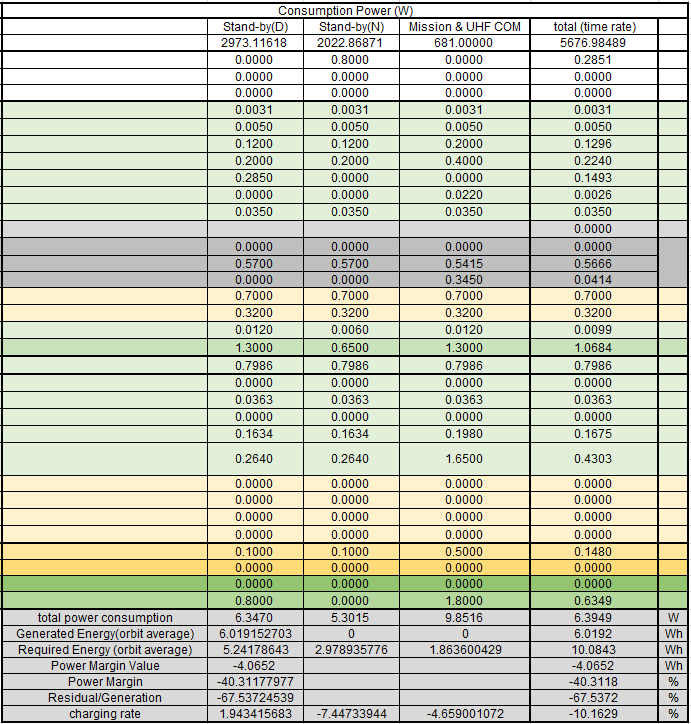 Consumption Power (W)
Stand-by(D) Stand-by(N) Mission & UHF COM total (time rate)
2973.11618 2022.86871 681.00000 5676.98489
0.0000 0.8000 0.0000 0.2851
0.0000 0.0000 0.0000 0.0000
0.0000 0.0000 0.0000 0.0000
0.0031 0.0031 0.0031 0.0031
0.0050 0.0050 0.0050 0.0050
0.1200 0.1200 0.2000 0.1296
0.2000 0.2000 0.4000 0.2240
0.2850 0.0000 0.0000 0.1493
0.0000 0.0000 0.0220 0.0026
0.0350 0.0350 0.0350 0.0350
0.0000
0.0000 0.0000 0.0000 0.0000
0.5700 0.5700 0.5415 0.5666
0.0000 0.0000 0.3450 0.0414
0.7000 0.7000 0.7000 0.7000
0.3200 0.3200 0.3200 0.3200
0.0120 0.0060 0.0120 0.0099
1.3000 0.6500 1.3000 1.0684
0.7986 0.7986 0.7986 0.7986
0.0000 0.0000 0.0000 0.0000
0.0363 0.0363 0.0363 0.0363
0.0000 0.0000 0.0000 0.0000
0.1634 0.1634 0.1980 0.1675
0.2640 0.2640 1.6500 0.4303
0.0000 0.0000 0.0000 0.0000
0.0000 0.0000 0.0000 0.0000
0.0000 0.0000 0.0000 0.0000
0.0000 0.0000 0.0000 0.0000
0.1000 0.1000 0.5000 0.1480
0.0000 0.0000 0.0000 0.0000
0.0000 0.0000 0.0000 0.0000
0.8000 0.0000 1.8000 0.6349
total power consumption 6.3470 5.3015 9.8516 6.3949 W
Generated Energy(orbit average) 6.019152703 0 0 6.0192 Wh
Required Energy (orbit average) 5.24178643 2.978935776 1.863600429 10.0843 Wh
Power Margin Value -4.0652 -4.0652 Wh
Power Margin -40.31177977 -40.3118 %
Residual/Generation -67.53724539 -67.5372 %
charging rate 1.943415683 -7.44733944 -4.659001072 -10.1629 %